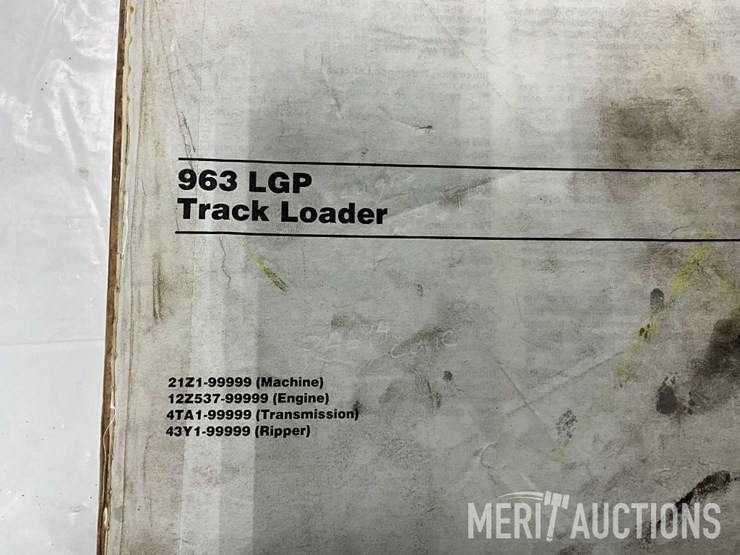 963 LGP
Track Loader
21Z1-99999 (Machine)
12Z537-99999 (Engine)
4TA1-99999 (Transmission)
43Y1-99999 (Ripper)
MERIT AUCTIONS